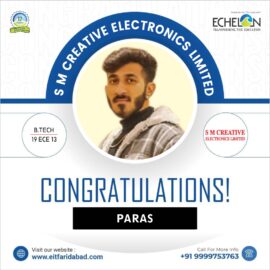 ECHELON
S M CREATIVE ELECTRONICS LIMITED
B.TECH
19 ECE 13
S M CREATIVE
ELECTRONICS LIMITED
CONGRATULATIONS!
PARAS
Visit our website :
www.eitfaridabad.com
Call For More Info.
+91 9999753763